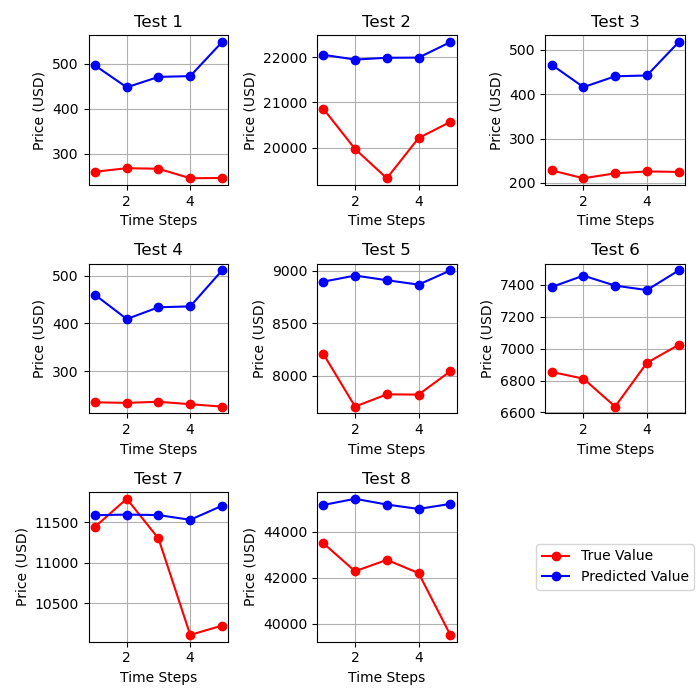 Test 1
Price (USD)
500
400
300
2
4
Time Steps
Test 2
Price (USD)
22000
21000
20000
2
4
Time Steps
Test 3
Price (USD)
500
400
300
200
2
4
Time Steps
Test 4
Price (USD)
500
400
300
2
4
Time Steps
Test 5
Price (USD)
9000
8500
8000
2
4
Time Steps
Test 6
Price (USD)
7400
7200
7000
6800
6600
2
4
Time Steps
Test 7
Price (USD)
11500
11000
10500
2
4
Time Steps
Test 8
Price (USD)
44000
42000
40000
2
4
Time Steps
True Value
Predicted Value